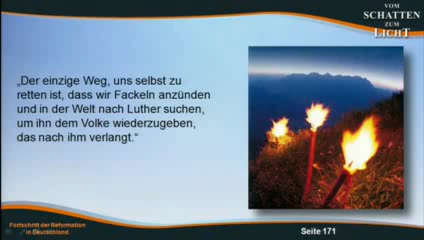 VOM
SCHATTEN
ZUM
LICHT
„Der einzige Weg, uns selbst zu
retten ist, dass wir Fackeln anzünden
und in der Welt nach Luther suchen,
um ihn dem Volke wiederzugeben,
das nach ihm verlangt.“
Fortschritt der Reformation
in Deutschland
Seite 171